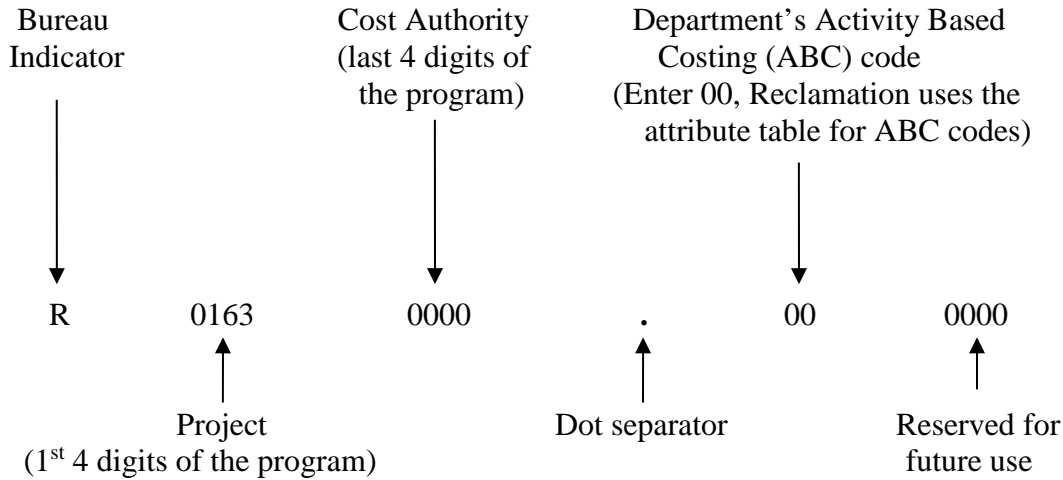 Bureau
Indicator
Cost Authority
(last 4 digits of
the program)
Department’s Activity Based
Costing (ABC) code
(Enter 00, Reclamation uses the
attribute table for ABC codes)
R 0163 0000 . 00 0000
Project
(1st 4 digits of the program)
Dot separator
Reserved for
future use